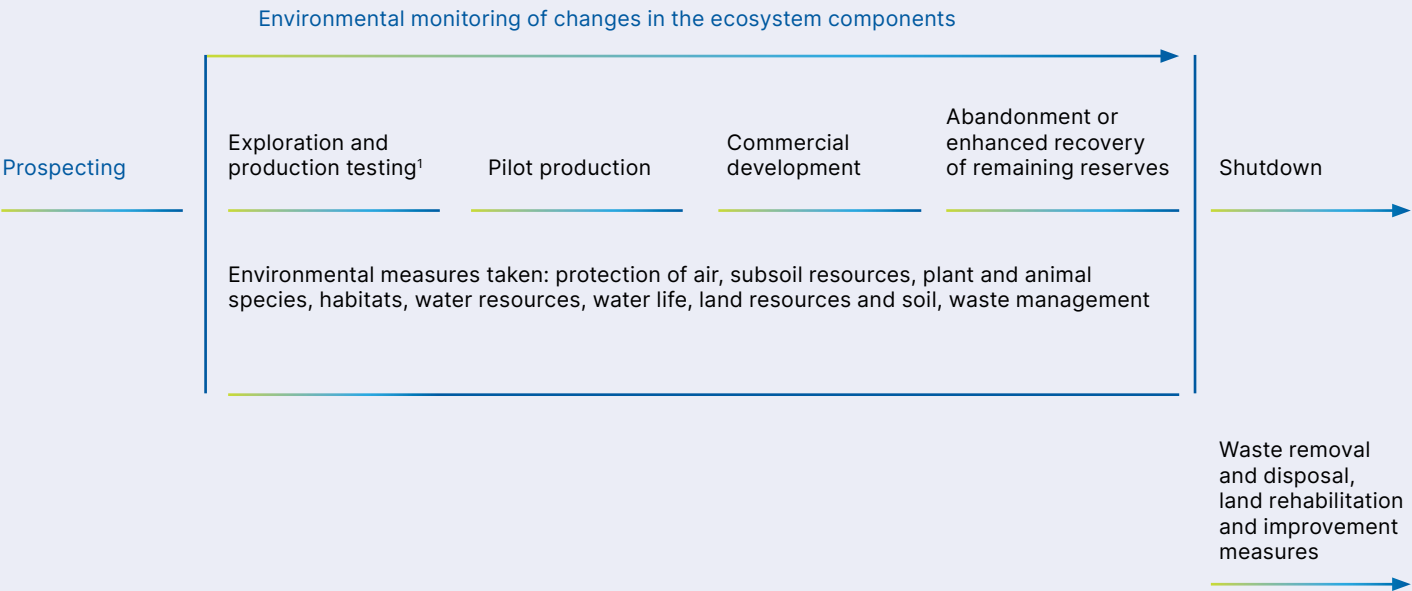 Environmental monitoring of changes in the ecosystem components
Prospecting
Exploration and
production testing¹
Pilot production
Commercial
development
Abandonment or
enhanced recovery
of remaining reserves
Shutdown
Environmental measures taken: protection of air, subsoil resources, plant and animal
species, habitats, water resources, water life, land resources and soil, waste management
Waste removal
and disposal,
land rehabilitation
and improvement
measures